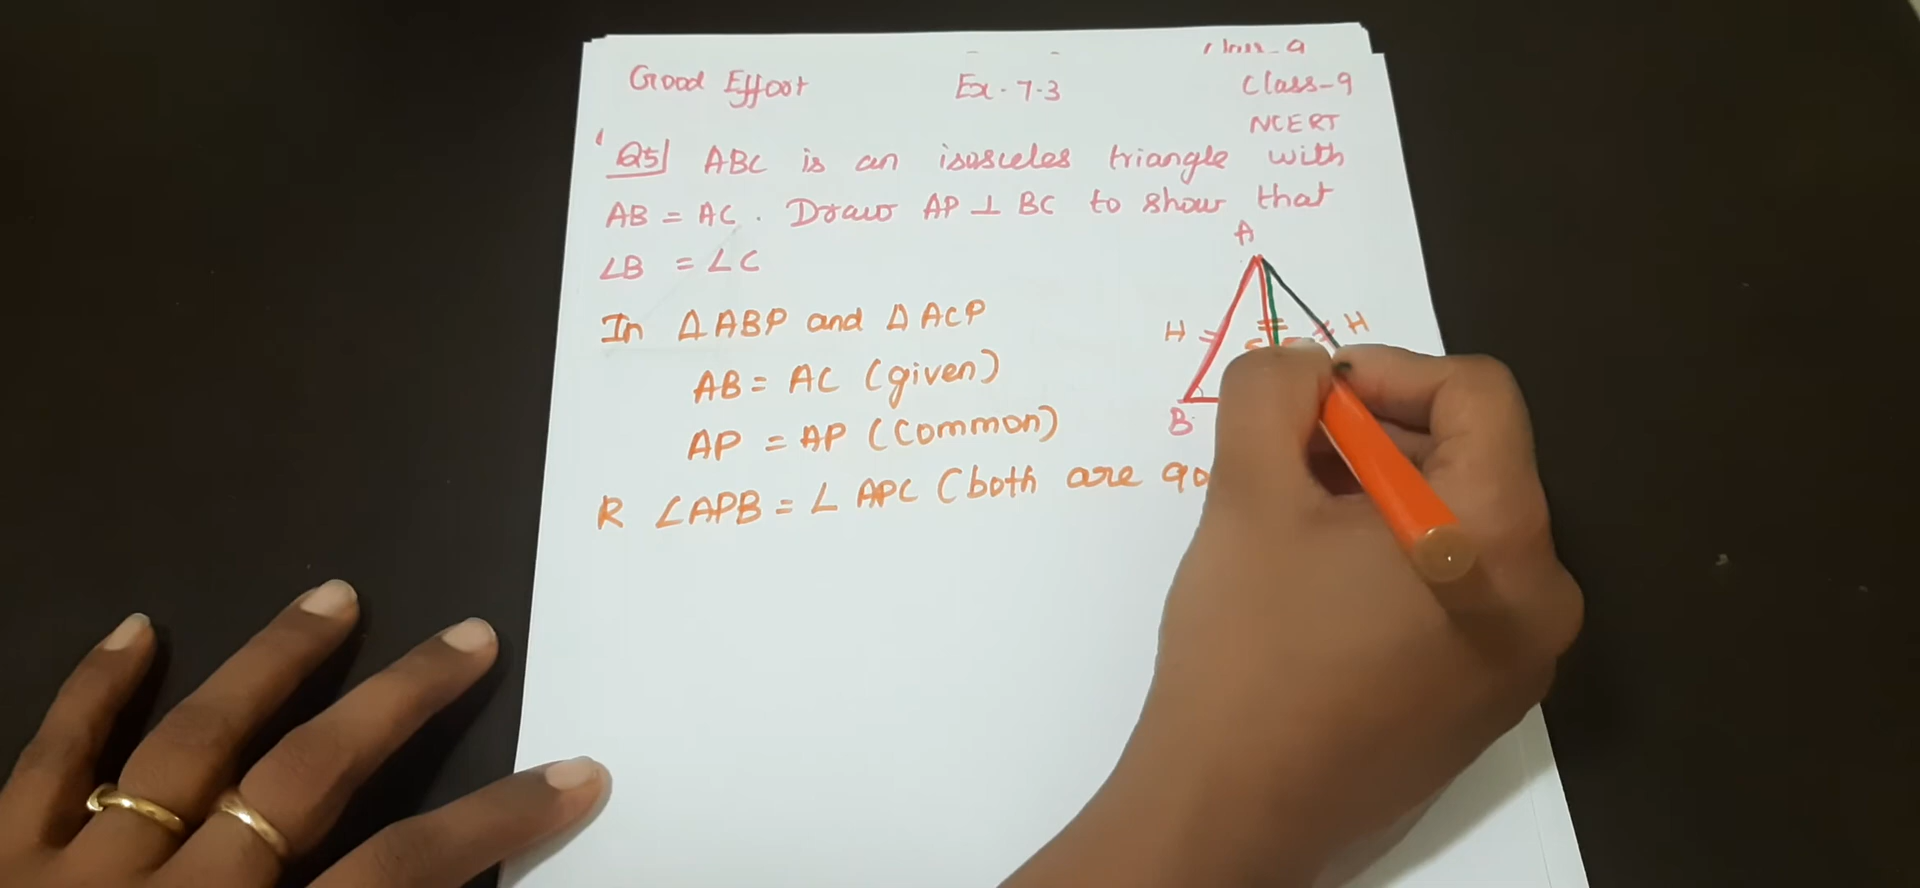 Class-9
Good Effort Ex-7.3 Class-9
NCERT
Q5| ABC is an isosceles triangle with
AB = AC. Draw AP ⊥ BC to show that
∠B = ∠C
A
In ΔABP and ΔACP
H H
AB = AC (given)
B
AP = AP (Common)
R ∠APB = ∠APC (both are 90